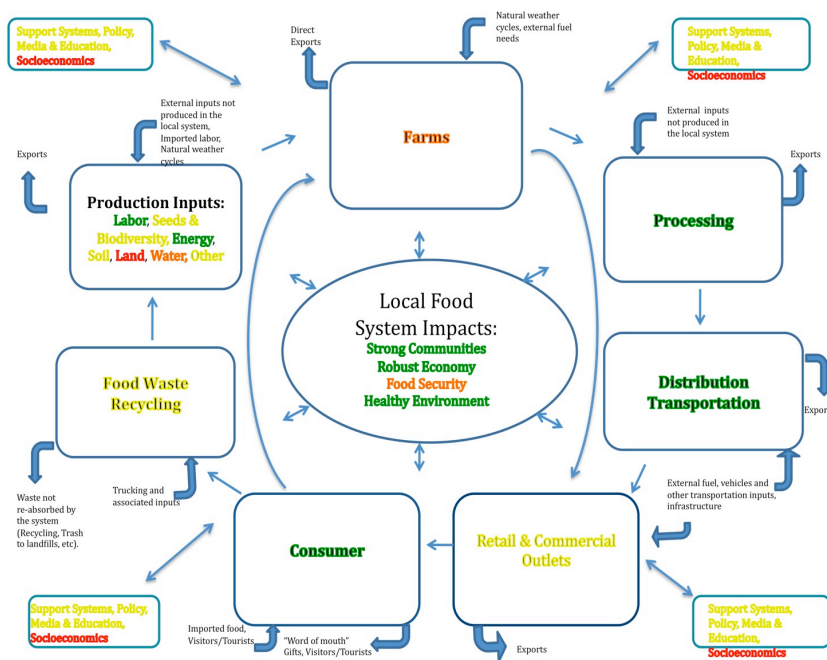 Support Systems, Policy,
Media & Education,
Socioeconomics
Direct
Exports
Natural weather
cycles, external fuel
needs
Support Systems,
Policy, Media &
Education,
Socioeconomics
External inputs not
produced in the
local system,
Imported labor,
Natural weather
cycles
Farms
External inputs
not produced in
the local system
Exports
Exports
Production Inputs:
Labor, Seeds &
Biodiversity, Energy,
Soil, Land, Water, Other
Processing
Local Food
System Impacts:
Strong Communities
Robust Economy
Food Security
Healthy Environment
Food Waste
Recycling
Distribution
Transportation
Export
Waste not
re-absorbed by
the system
(Recycling, Trash
to landfills, etc).
Trucking and
associated inputs
External fuel, vehicles and
other transportation inputs,
infrastructure
Consumer
Retail & Commercial
Outlets
Support Systems, Policy,
Media & Education,
Socioeconomics
Imported food,
Visitors/Tourists
"Word of mouth"
Gifts, Visitors/Tourists
Exports
Support Systems,
Policy, Media &
Education,
Socioeconomics